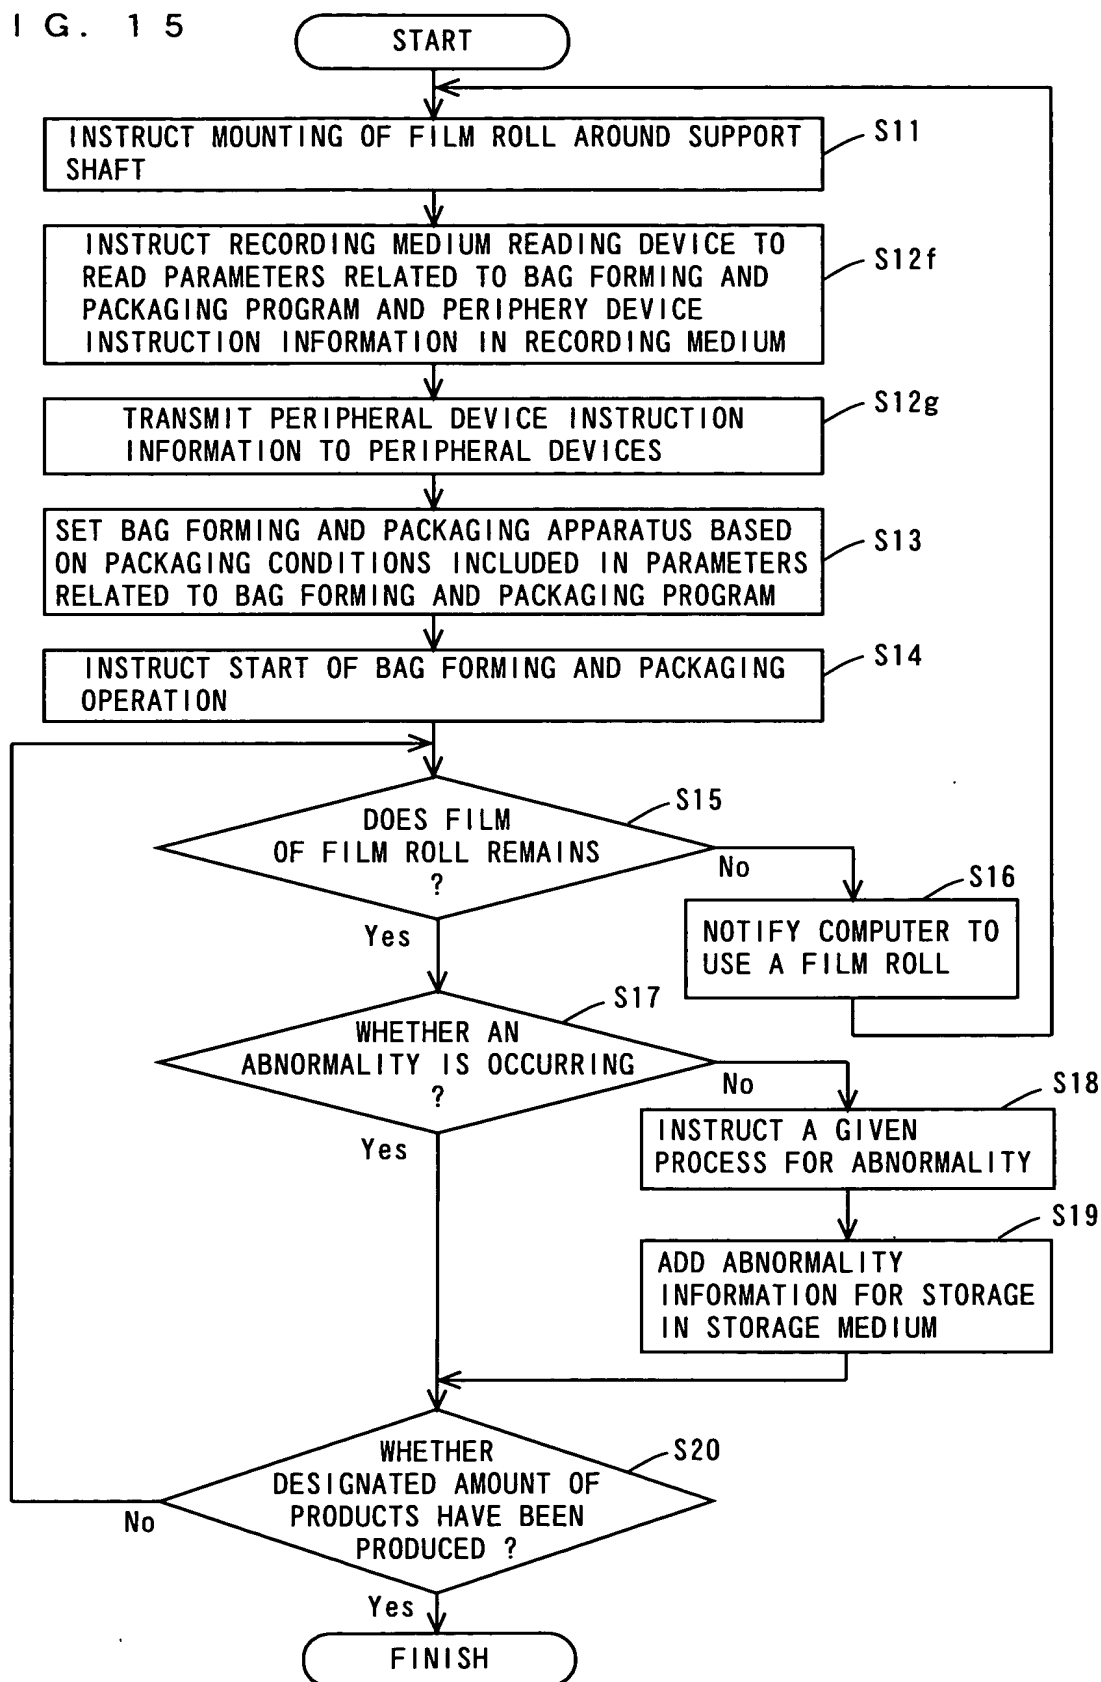 I G. 15
START
INSTRUCT MOUNTING OF FILM ROLL AROUND SUPPORT
SHAFT
S11
INSTRUCT RECORDING MEDIUM READING DEVICE TO
READ PARAMETERS RELATED TO BAG FORMING AND
PACKAGING PROGRAM AND PERIPHERY DEVICE
INSTRUCTION INFORMATION IN RECORDING MEDIUM
S12f
TRANSMIT PERIPHERAL DEVICE INSTRUCTION
INFORMATION TO PERIPHERAL DEVICES
S12g
SET BAG FORMING AND PACKAGING APPARATUS BASED
ON PACKAGING CONDITIONS INCLUDED IN PARAMETERS
RELATED TO BAG FORMING AND PACKAGING PROGRAM
S13
INSTRUCT START OF BAG FORMING AND PACKAGING
OPERATION
S14
DOES FILM
OF FILM ROLL REMAINS
?
S15
No
Yes
NOTIFY COMPUTER TO
USE A FILM ROLL
S16
WHETHER AN
ABNORMALITY IS OCCURRING
?
S17
No
Yes
INSTRUCT A GIVEN
PROCESS FOR ABNORMALITY
S18
ADD ABNORMALITY
INFORMATION FOR STORAGE
IN STORAGE MEDIUM
S19
WHETHER
DESIGNATED AMOUNT OF
PRODUCTS HAVE BEEN
PRODUCED ?
S20
No
Yes
FINISH